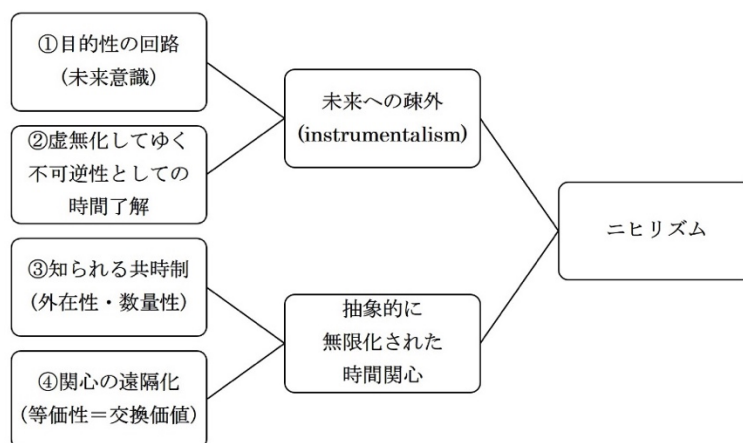 ①目的性の回路
(未来意識)
②虚無化してゆく
不可逆性としての
時間了解
③知られる共時制
(外在性・数量性)
④関心の遠隔化
(等価性＝交換価値)
未来への疎外
(instrumentalism)
抽象的に
無限化された
時間関心
ニヒリズム